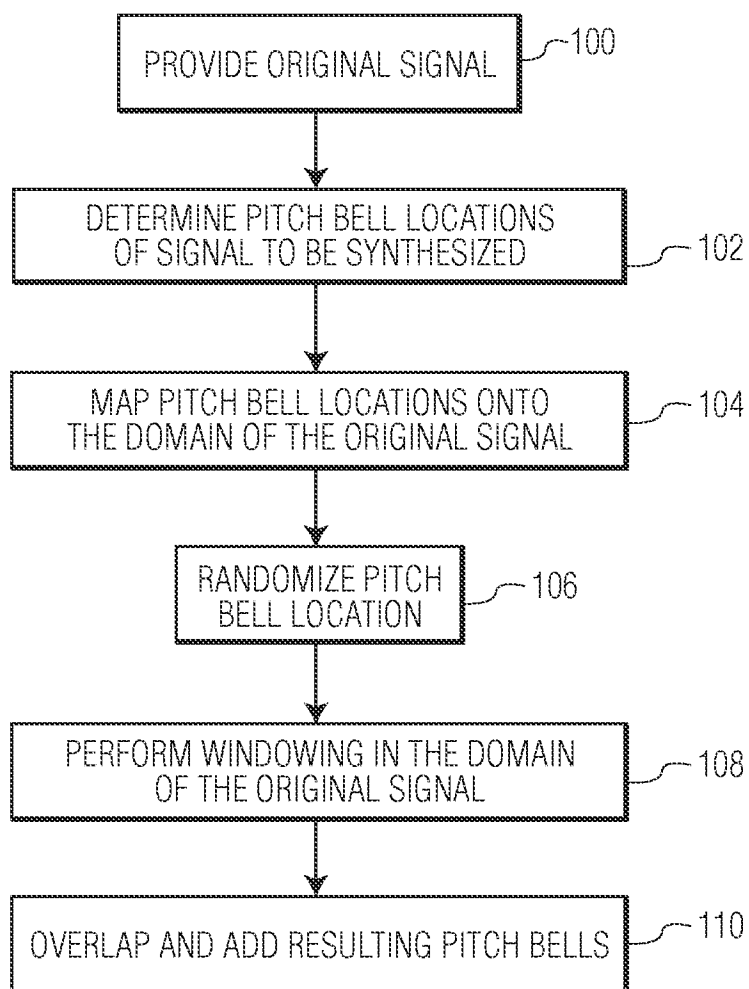 PROVIDE ORIGINAL SIGNAL
100
DETERMINE PITCH BELL LOCATIONS
OF SIGNAL TO BE SYNTHESIZED
102
MAP PITCH BELL LOCATIONS ONTO
THE DOMAIN OF THE ORIGINAL SIGNAL
104
RANDOMIZE PITCH
BELL LOCATION
106
PERFORM WINDOWING IN THE DOMAIN
OF THE ORIGINAL SIGNAL
108
OVERLAP AND ADD RESULTING PITCH BELLS
110